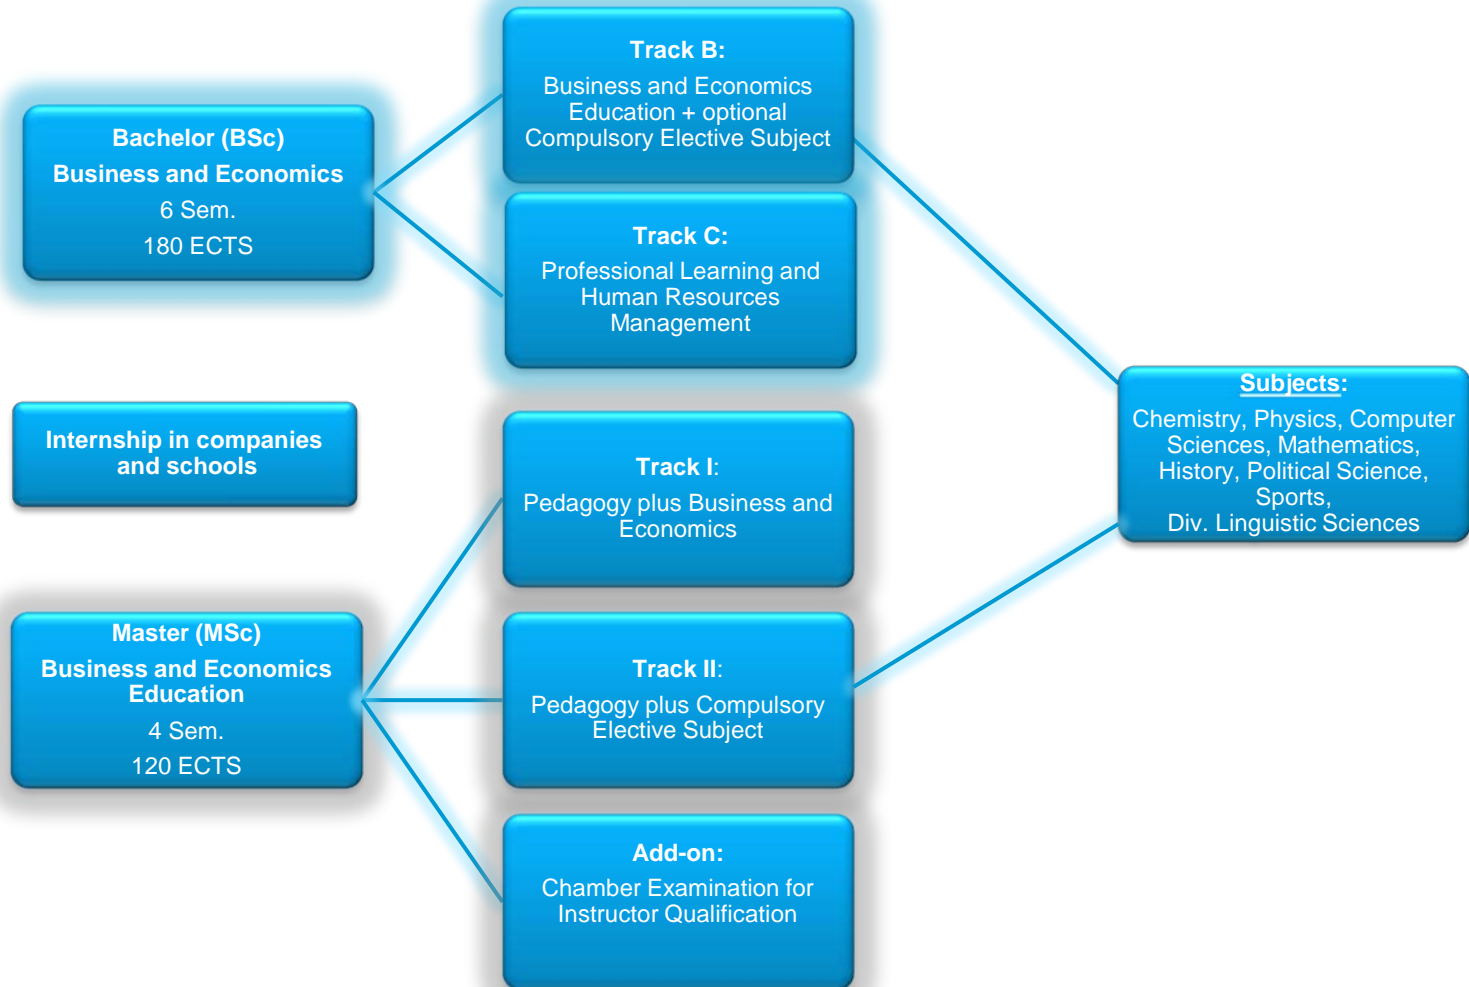 Bachelor (BSc)
Business and Economics
6 Sem.
180 ECTS
Track B:
Business and Economics
Education + optional
Compulsory Elective Subject
Track C:
Professional Learning and
Human Resources
Management
Internship in companies
and schools
Master (MSc)
Business and Economics
Education
4 Sem.
120 ECTS
Track I:
Pedagogy plus Business and
Economics
Track II:
Pedagogy plus Compulsory
Elective Subject
Add-on:
Chamber Examination for
Instructor Qualification
Subjects:
Chemistry, Physics, Computer
Sciences, Mathematics,
History, Political Science,
Sports,
Div. Linguistic Sciences